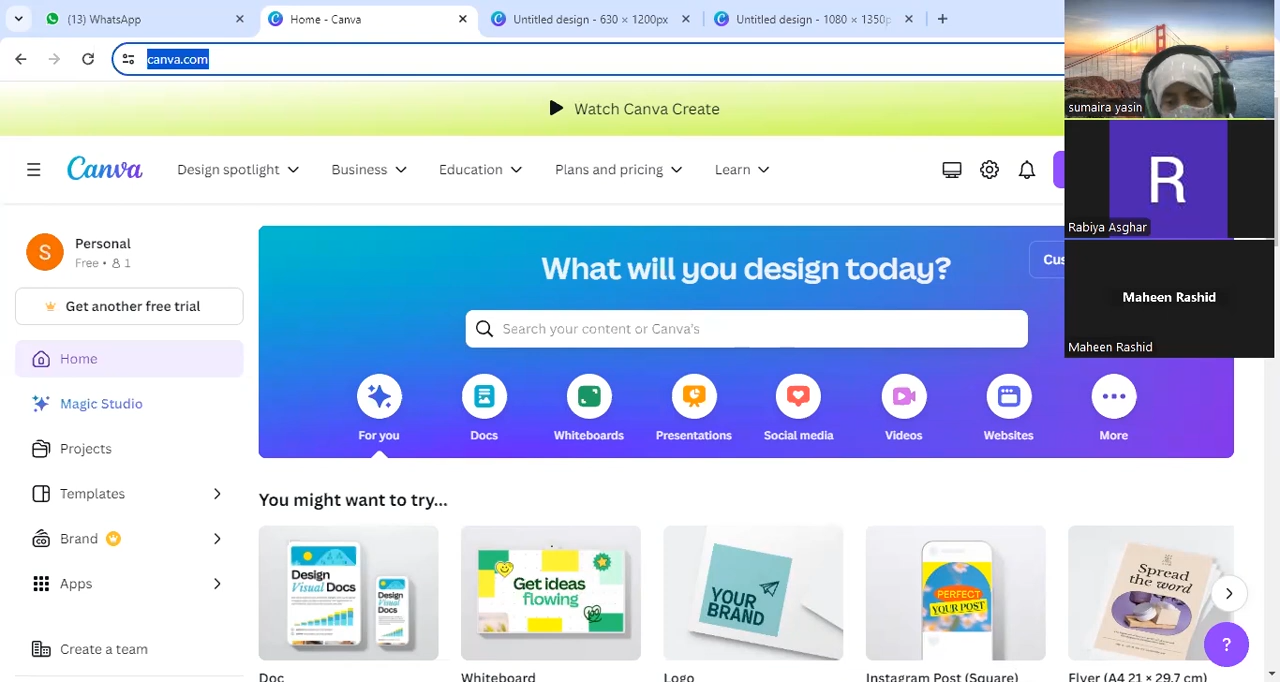 (13) WhatsApp
Home - Canva
Untitled design - 630 × 1200px
Untitled design - 1080 × 1350p
canva.com
Watch Canva Create
Canva
Design spotlight
Business
Education
Plans and pricing
Learn
sumaira yasin
R
Rabiya Asghar
Maheen Rashid
Maheen Rashid
S
Personal
Free • 1
Get another free trial
Home
Magic Studio
Projects
Templates
Brand
Apps
Create a team
What will you design today?
Cus
Search your content or Canva's
For you
Docs
Whiteboards
Presentations
Social media
Videos
Websites
More
You might want to try...
Design
Visual Docs
Design
Visual
Docs
Get ideas
flowing
YOUR
BRAND
PERFECT
YOUR POST
Spread
the word
Doc
Whiteboard
Logo
Instagram Post (Square)
Flyer (A4 21 × 29.7 cm)
?